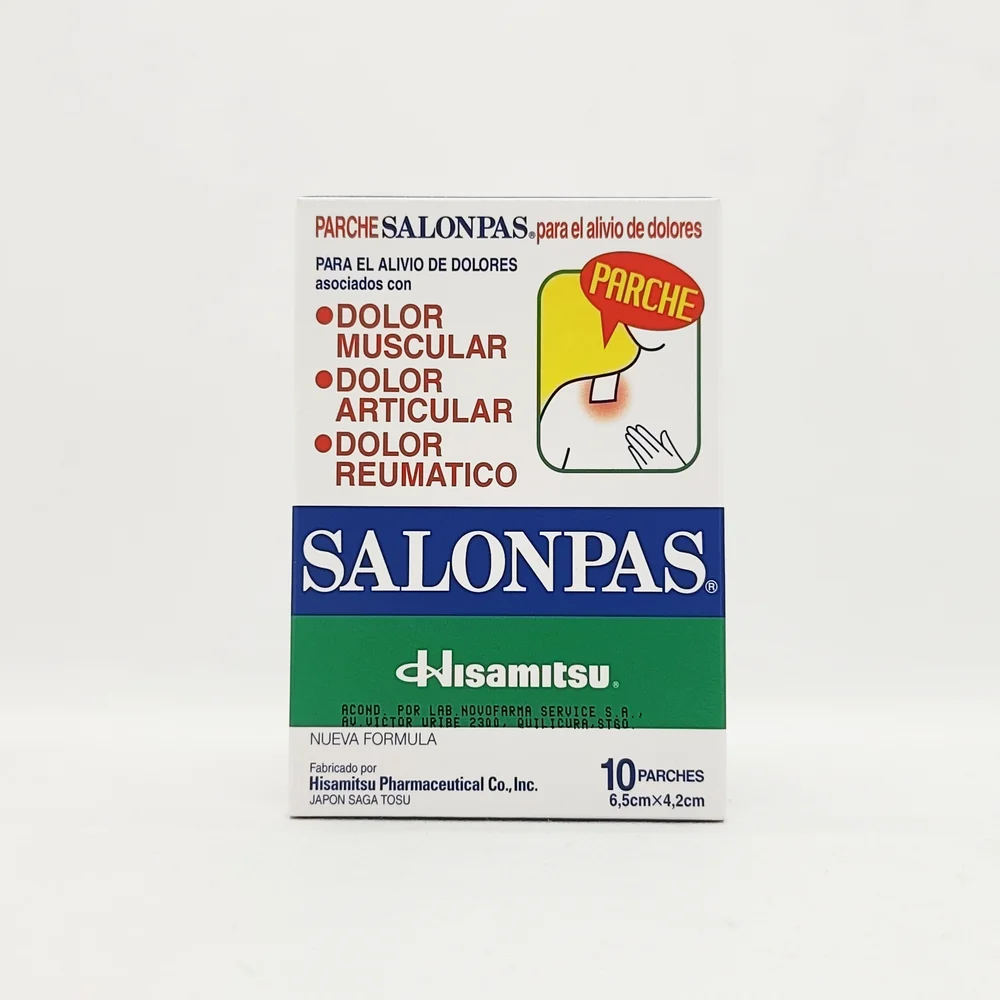 PARCHE SALONPAS® para el alivio de dolores
PARA EL ALIVIO DE DOLORES
asociados con
●DOLOR
MUSCULAR
●DOLOR
ARTICULAR
●DOLOR
REUMATICO
PARCHE
SALONPAS®
Hisamitsu®
ACOND. POR LAB.NOVOFARMA SERVICE S.A.,
AV.VICTOR URIBE 2300, QUILICURA,STGO.
NUEVA FORMULA
Fabricado por
Hisamitsu Pharmaceutical Co., Inc.
JAPON SAGA TOSU
10 PARCHES
6,5cm×4,2cm